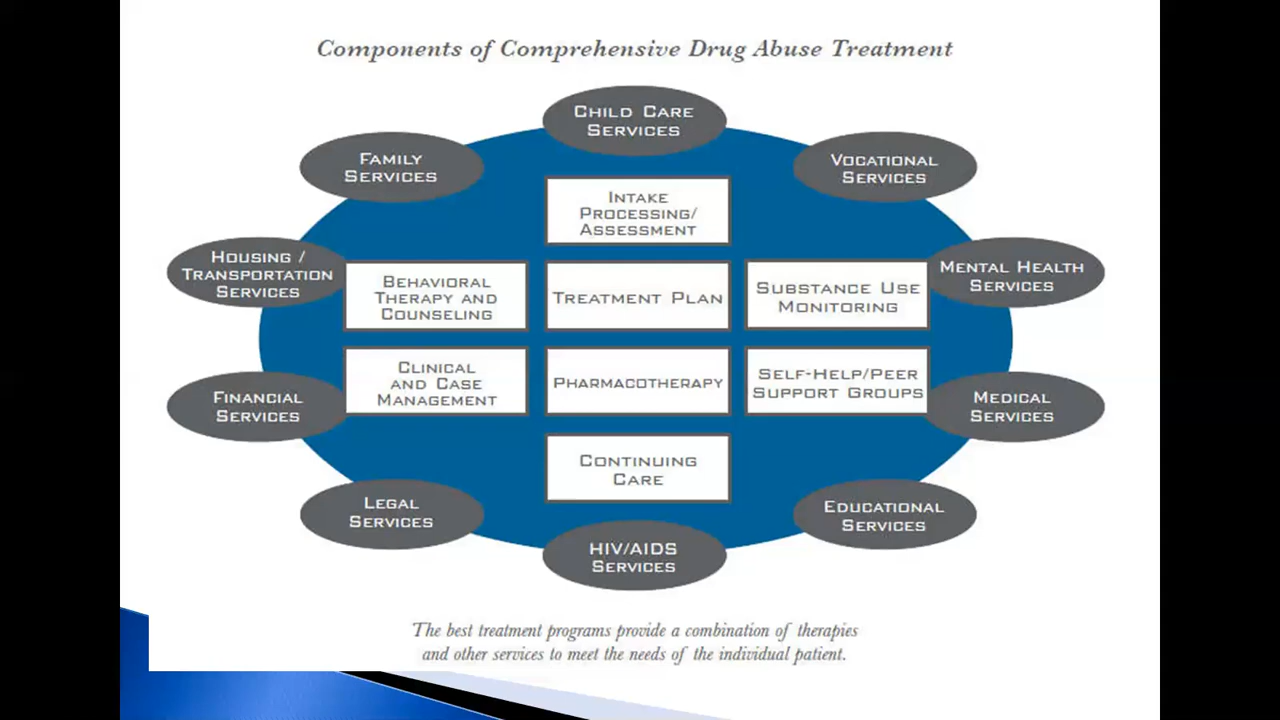 Components of Comprehensive Drug Abuse Treatment
CHILD CARE
SERVICES
FAMILY
SERVICES
VOCATIONAL
SERVICES
INTAKE
PROCESSING/
ASSESSMENT
HOUSING /
TRANSPORTATION
SERVICES
BEHAVIORAL
THERAPY AND
COUNSELING
TREATMENT PLAN
SUBSTANCE USE
MONITORING
MENTAL HEALTH
SERVICES
FINANCIAL
SERVICES
CLINICAL
AND CASE
MANAGEMENT
PHARMACOTHERAPY
SELF-HELP/PEER
SUPPORT GROUPS
MEDICAL
SERVICES
CONTINUING
CARE
LEGAL
SERVICES
EDUCATIONAL
SERVICES
HIV/AIDS
SERVICES
The best treatment programs provide a combination of therapies
and other services to meet the needs of the individual patient.